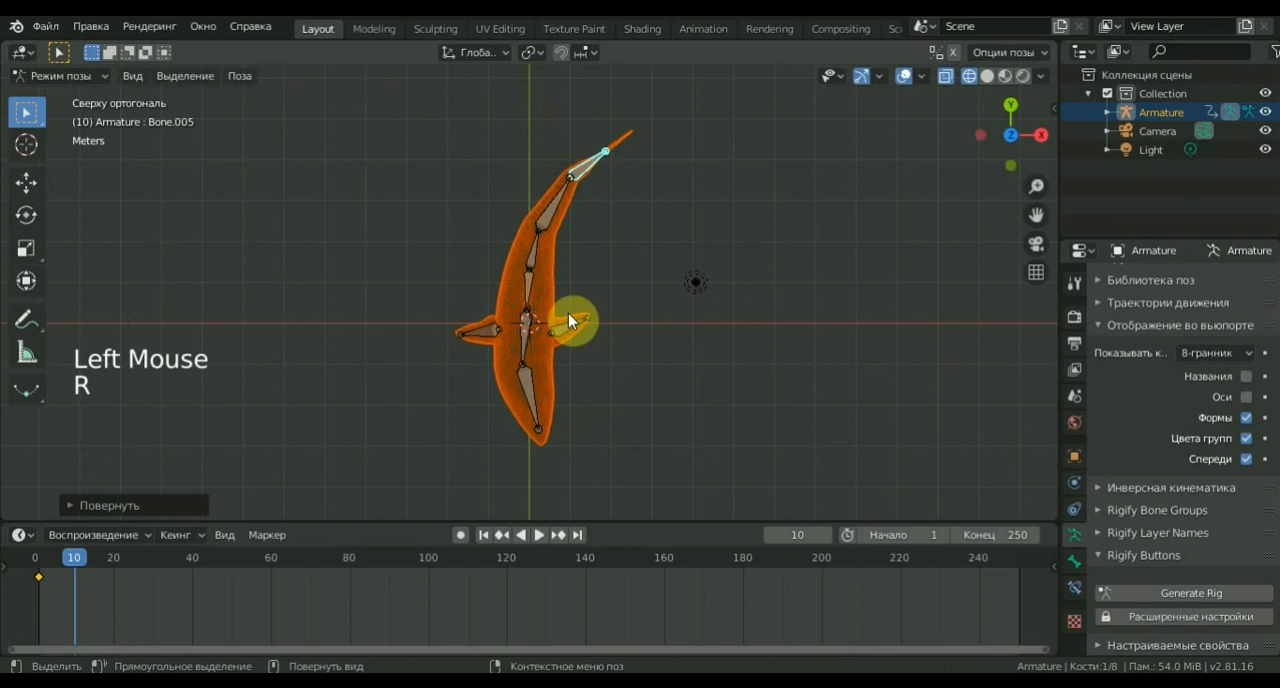 Файл Правка Рендеринг Окно Справка Layout Modeling Sculpting UV Editing Texture Paint Shading Animation Rendering Compositing Sc Scene View Layer
Глоба.. Опции позы
Режим позы Вид Выделение Поза
Коллекция сцены
Collection
Armature
Camera
Light
Сверху ортогональ
(10) Armature : Bone.005
Meters
Y
Z
X
Left Mouse
R
Повернуть
Armature Armature
Библиотека поз
Траектории движения
Отображение во вьюпорте
Показывать к.. 8-гранник
Названия
Оси
Формы
Цвета групп
Спереди
Инверсная кинематика
Rigify Bone Groups
Rigify Layer Names
Rigify Buttons
Generate Rig
Расширенные настройки
Настраиваемые свойства
Воспроизведение Кеинг Вид Маркер 10 Начало 1 Конец 250
0 10 20 40 60 80 100 120 140 160 180 200 220 240
Выделить Прямоугольное выделение Повернуть вид Контекстное меню поз Armature | Кости:1/8 | Пам.: 54.0 MiB | v2.81.16